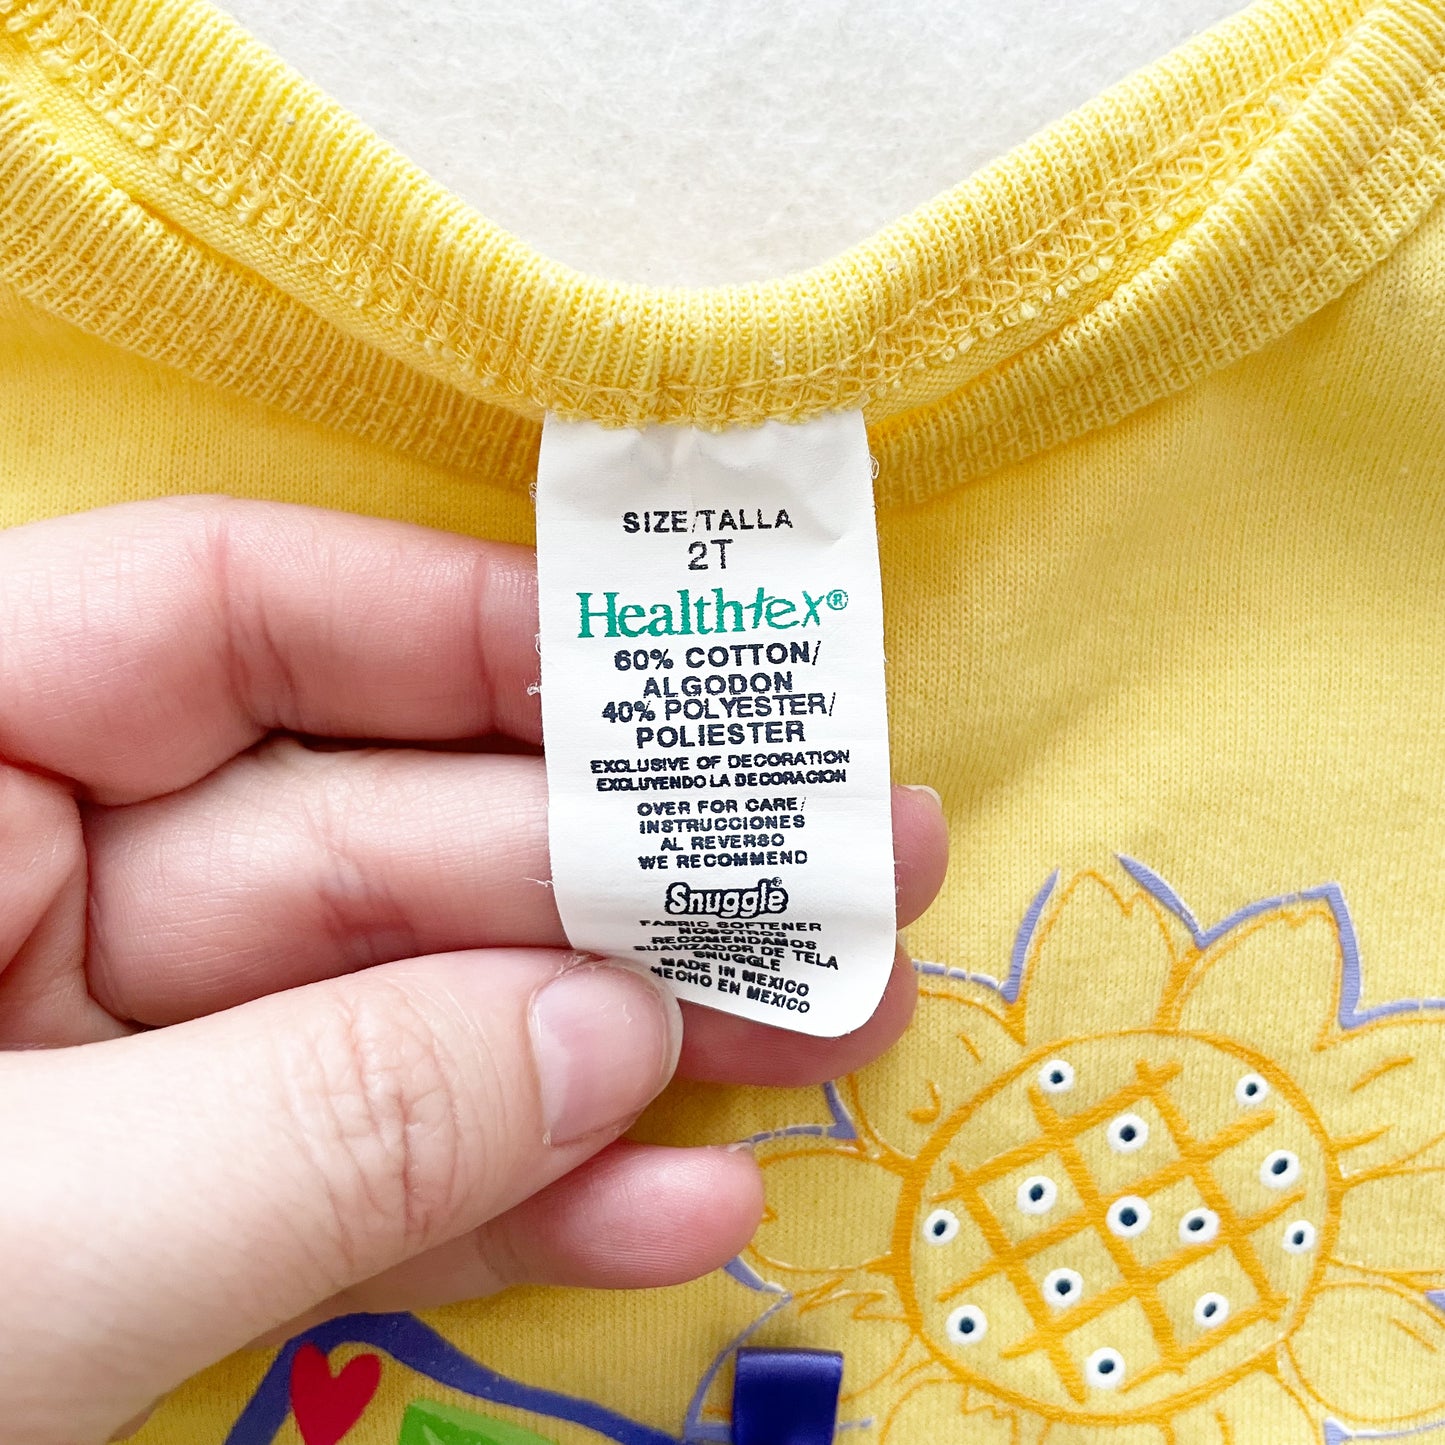 SIZE/TALLA
2T
Healthtex®
60% COTTON/
ALGODON
40% POLYESTER/
POLIESTER
EXCLUSIVE OF DECORATION
EXCLUYENDO LA DECORACION
OVER FOR CARE/
INSTRUCCIONES
AL REVERSO
WE RECOMMEND
Snuggle®
FABRIC SOFTENER
NOSOTROS
RECOMENDAMOS
SUAVIZADOR DE TELA
SNUGGLE
MADE IN MEXICO
HECHO EN MEXICO